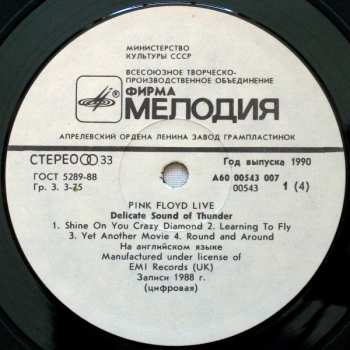 МИНИСТЕРСТВО
КУЛЬТУРЫ СССР
ВСЕСОЮЗНОЕ ТВОРЧЕСКО-
ПРОИЗВОДСТВЕННОЕ ОБЪЕДИНЕНИЕ
ФИРМА
МЕЛОДИЯ
АПРЕЛЕВСКИЙ ОРДЕНА ЛЕНИНА ЗАВОД ГРАМПЛАСТИНОК
СТЕРЕО 33
Год выпуска 1990
ГОСТ 5289-88
А60 00543 007
Гр. 3. 3-75
00543
1 (4)
PINK FLOYD LIVE
Delicate Sound of Thunder
1. Shine On You Crazy Diamond 2. Learning To Fly
3. Yet Another Movie 4. Round and Around
На английском языке
Manufactured under license of
EMI Records (UK)
Записи 1988 г.
(цифровая)